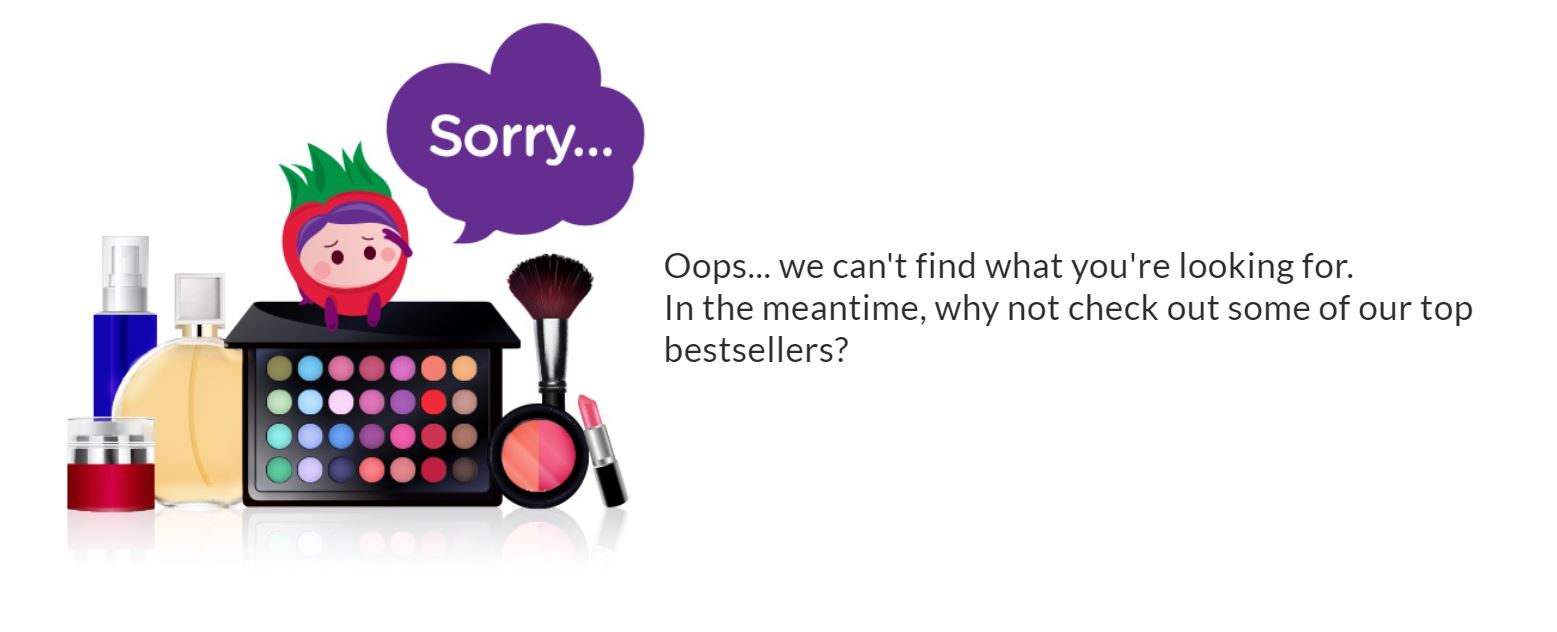 Sorry...
Oops... we can't find what you're looking for.
In the meantime, why not check out some of our top
bestsellers?